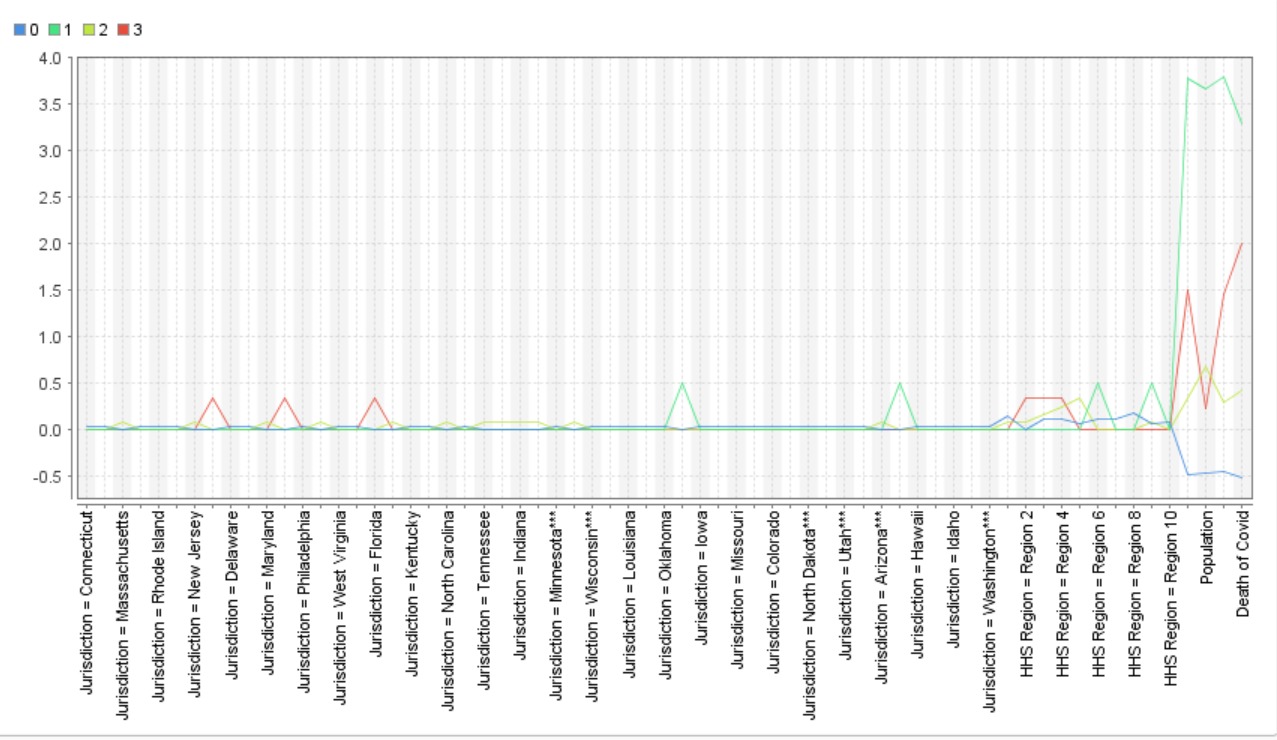 0 1 2 3
4.0
3.5
3.0
2.5
2.0
1.5
1.0
0.5
0.0
-0.5
Jurisdiction = Connecticut
Jurisdiction = Massachusetts
Jurisdiction = Rhode Island
Jurisdiction = New Jersey
Jurisdiction = Delaware
Jurisdiction = Maryland
Jurisdiction = Philadelphia
Jurisdiction = West Virginia
Jurisdiction = Florida
Jurisdiction = Kentucky
Jurisdiction = North Carolina
Jurisdiction = Tennessee
Jurisdiction = Indiana
Jurisdiction = Minnesota***
Jurisdiction = Wisconsin***
Jurisdiction = Louisiana
Jurisdiction = Oklahoma
Jurisdiction = Iowa
Jurisdiction = Missouri
Jurisdiction = Colorado
Jurisdiction = North Dakota***
Jurisdiction = Utah***
Jurisdiction = Arizona***
Jurisdiction = Hawaii
Jurisdiction = Idaho
Jurisdiction = Washington***
HHS Region = Region 2
HHS Region = Region 4
HHS Region = Region 6
HHS Region = Region 8
HHS Region = Region 10
Population
Death of Covid